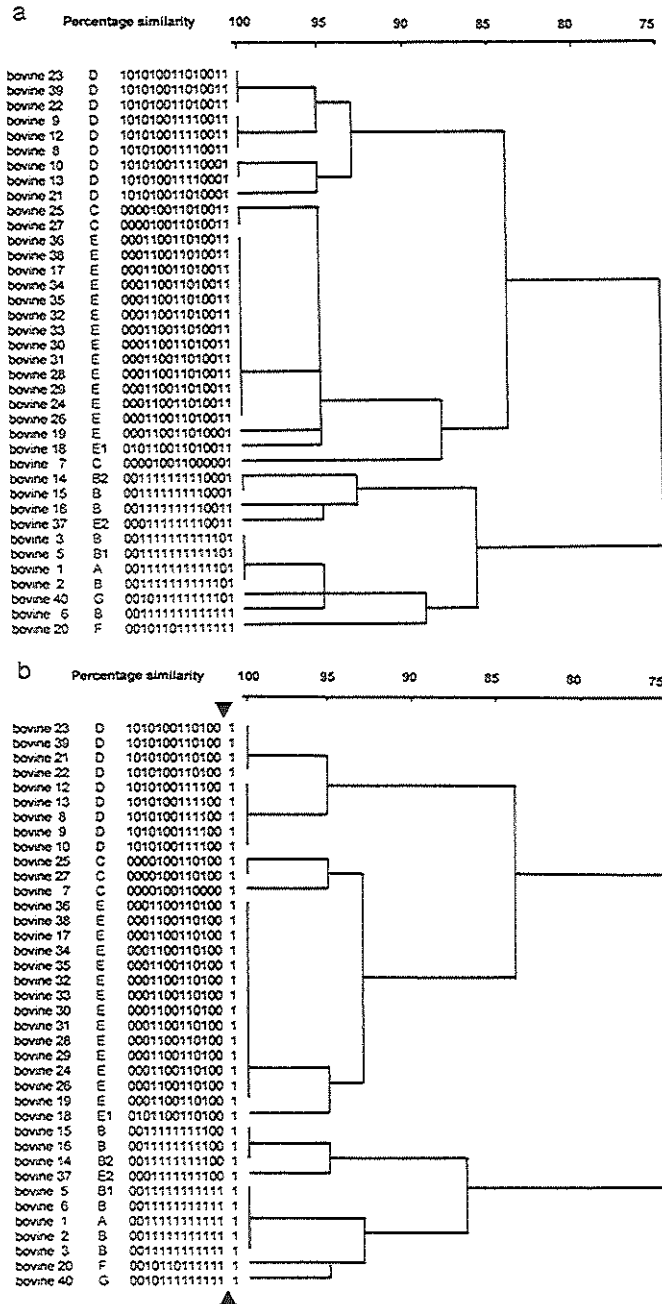 a
Percentage similarity 100 95 90 85 80 75
bovine 23 D 101010011010011
bovine 39 D 101010011010011
bovine 22 D 101010011010011
bovine 9 D 101010011110011
bovine 12 D 101010011110011
bovine 8 D 101010011110011
bovine 10 D 101010011110001
bovine 13 D 101010011110001
bovine 21 D 101010011010001
bovine 25 C 000010011010011
bovine 27 C 000010011010011
bovine 36 E 000110011010011
bovine 38 E 000110011010011
bovine 17 E 000110011010011
bovine 34 E 000110011010011
bovine 35 E 000110011010011
bovine 32 E 000110011010011
bovine 33 E 000110011010011
bovine 30 E 000110011010011
bovine 31 E 000110011010011
bovine 28 E 000110011010011
bovine 29 E 000110011010011
bovine 24 E 000110011010011
bovine 26 E 000110011010011
bovine 19 E 000110011010001
bovine 18 E1 010110011010011
bovine 7 C 000010011000001
bovine 14 B2 001111111110001
bovine 15 B 001111111110001
bovine 16 B 001111111110011
bovine 37 E2 000111111110011
bovine 3 B 001111111111101
bovine 5 B1 001111111111101
bovine 1 A 001111111111101
bovine 2 B 001111111111101
bovine 40 G 001011111111101
bovine 6 B 001111111111111
bovine 20 F 001011011111111
b
Percentage similarity 100 95 90 85 80 75
bovine 23 D 1010100110100 1
bovine 39 D 1010100110100 1
bovine 21 D 1010100110100 1
bovine 22 D 1010100110100 1
bovine 12 D 1010100111100 1
bovine 13 D 1010100111100 1
bovine 8 D 1010100111100 1
bovine 9 D 1010100111100 1
bovine 10 D 1010100111100 1
bovine 25 C 0000100110100 1
bovine 27 C 0000100110100 1
bovine 7 C 0000100110000 1
bovine 36 E 0001100110100 1
bovine 38 E 0001100110100 1
bovine 17 E 0001100110100 1
bovine 34 E 0001100110100 1
bovine 35 E 0001100110100 1
bovine 32 E 0001100110100 1
bovine 33 E 0001100110100 1
bovine 30 E 0001100110100 1
bovine 31 E 0001100110100 1
bovine 28 E 0001100110100 1
bovine 29 E 0001100110100 1
bovine 24 E 0001100110100 1
bovine 26 E 0001100110100 1
bovine 19 E 0001100110100 1
bovine 18 E1 0101100110100 1
bovine 15 B 0011111111100 1
bovine 16 B 0011111111100 1
bovine 14 B2 0011111111100 1
bovine 37 E2 0001111111100 1
bovine 5 B1 0011111111111 1
bovine 6 B 0011111111111 1
bovine 1 A 0011111111111 1
bovine 2 B 0011111111111 1
bovine 3 B 0011111111111 1
bovine 20 F 0010110111111 1
bovine 40 G 0010111111111 1